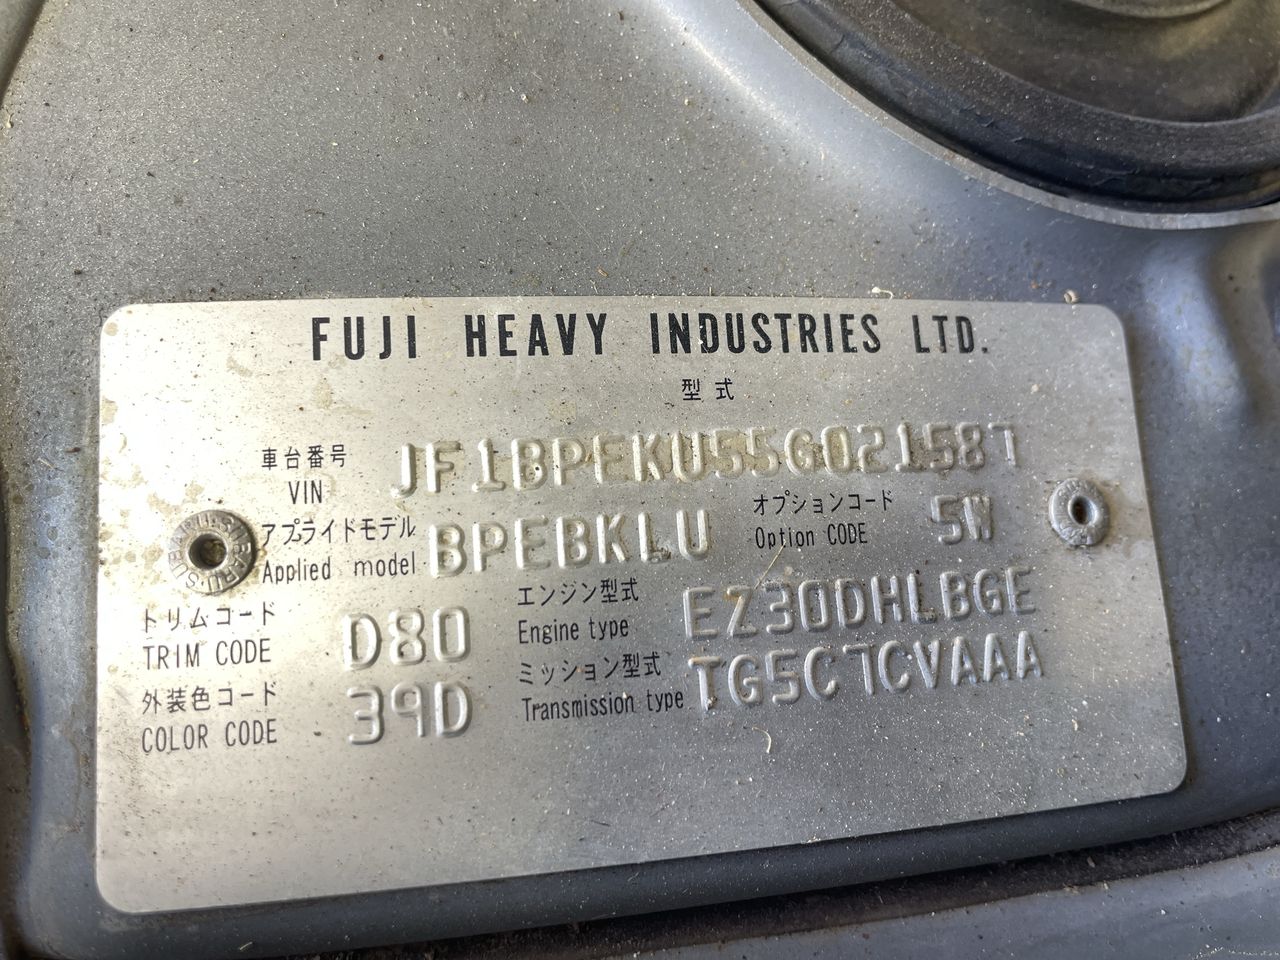 FUJI HEAVY INDUSTRIES LTD.
型式
車台番号
VIN JF1BPEKU55G021587
アプライドモデル
Applied model BPEBKLU
オプションコード
Option CODE 5W
トリムコード
TRIM CODE D80
エンジン型式
Engine type EZ30DHLBGE
外装色コード
COLOR CODE 39D
ミッション型式
Transmission type TG5C7CVAAA
SUBARU